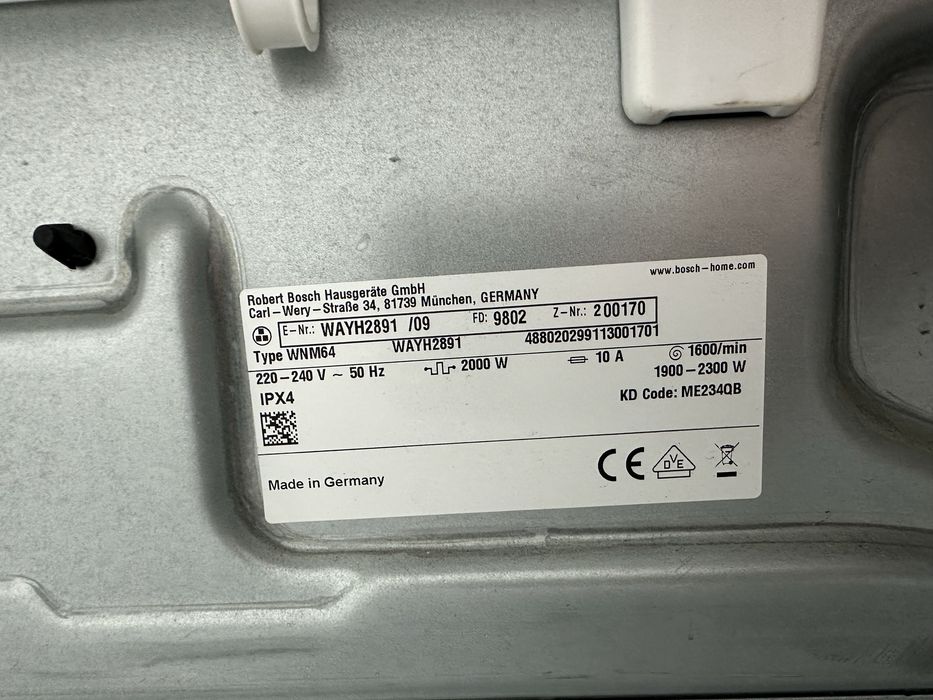 www.bosch-home.com
Robert Bosch Hausgeräte GmbH
Carl-Wery-Straße 34, 81739 München, GERMANY
E-Nr.: WAYH2891 /09 FD: 9802 Z-Nr.: 200170
Type WNM64 WAYH2891 488020299113001701
220-240 V ~ 50 Hz 2000 W 10 A 1600/min
1900-2300 W
IPX4 KD Code: ME234QB
Made in Germany CE DVE